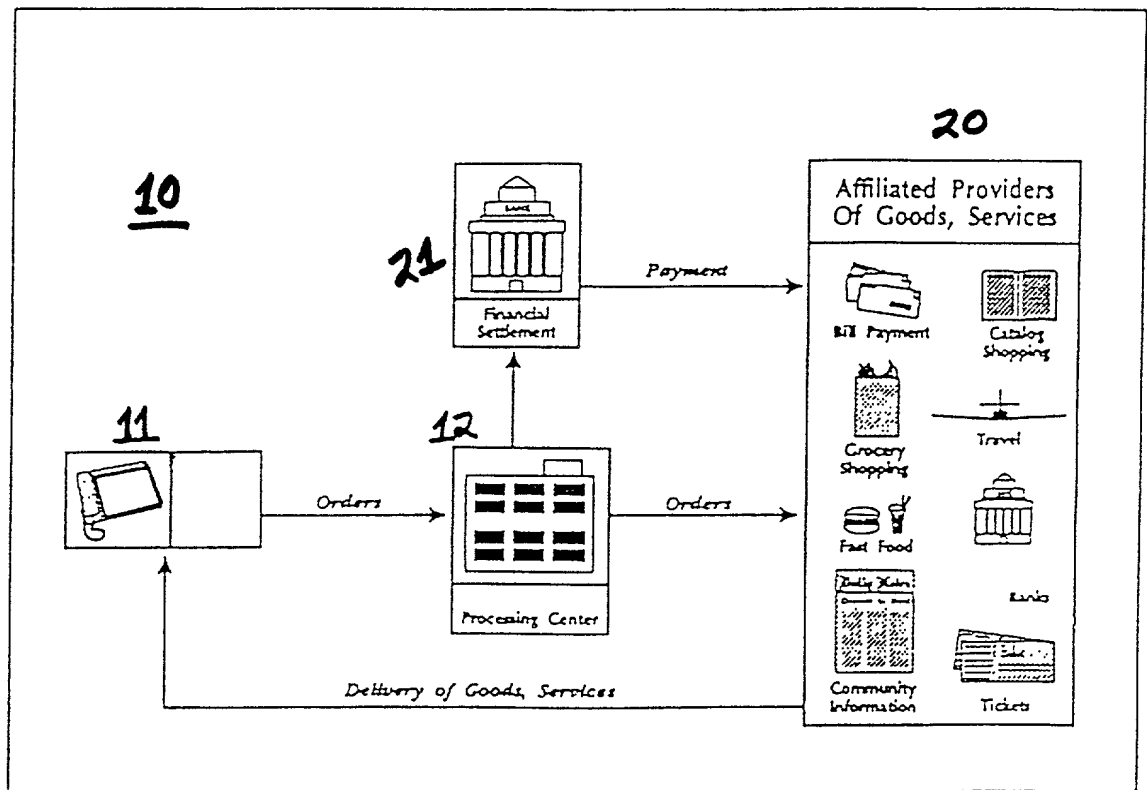 20
10
Affiliated Providers
Of Goods, Services
21
BANK
Payment
Financial
Settlement
Bill Payment
Catalog
Shopping
11
12
Grocery
Shopping
Travel
Orders
Orders
Fast Food
Banks
Processing Center
Delivery of Goods, Services
Community
Information
Tickets